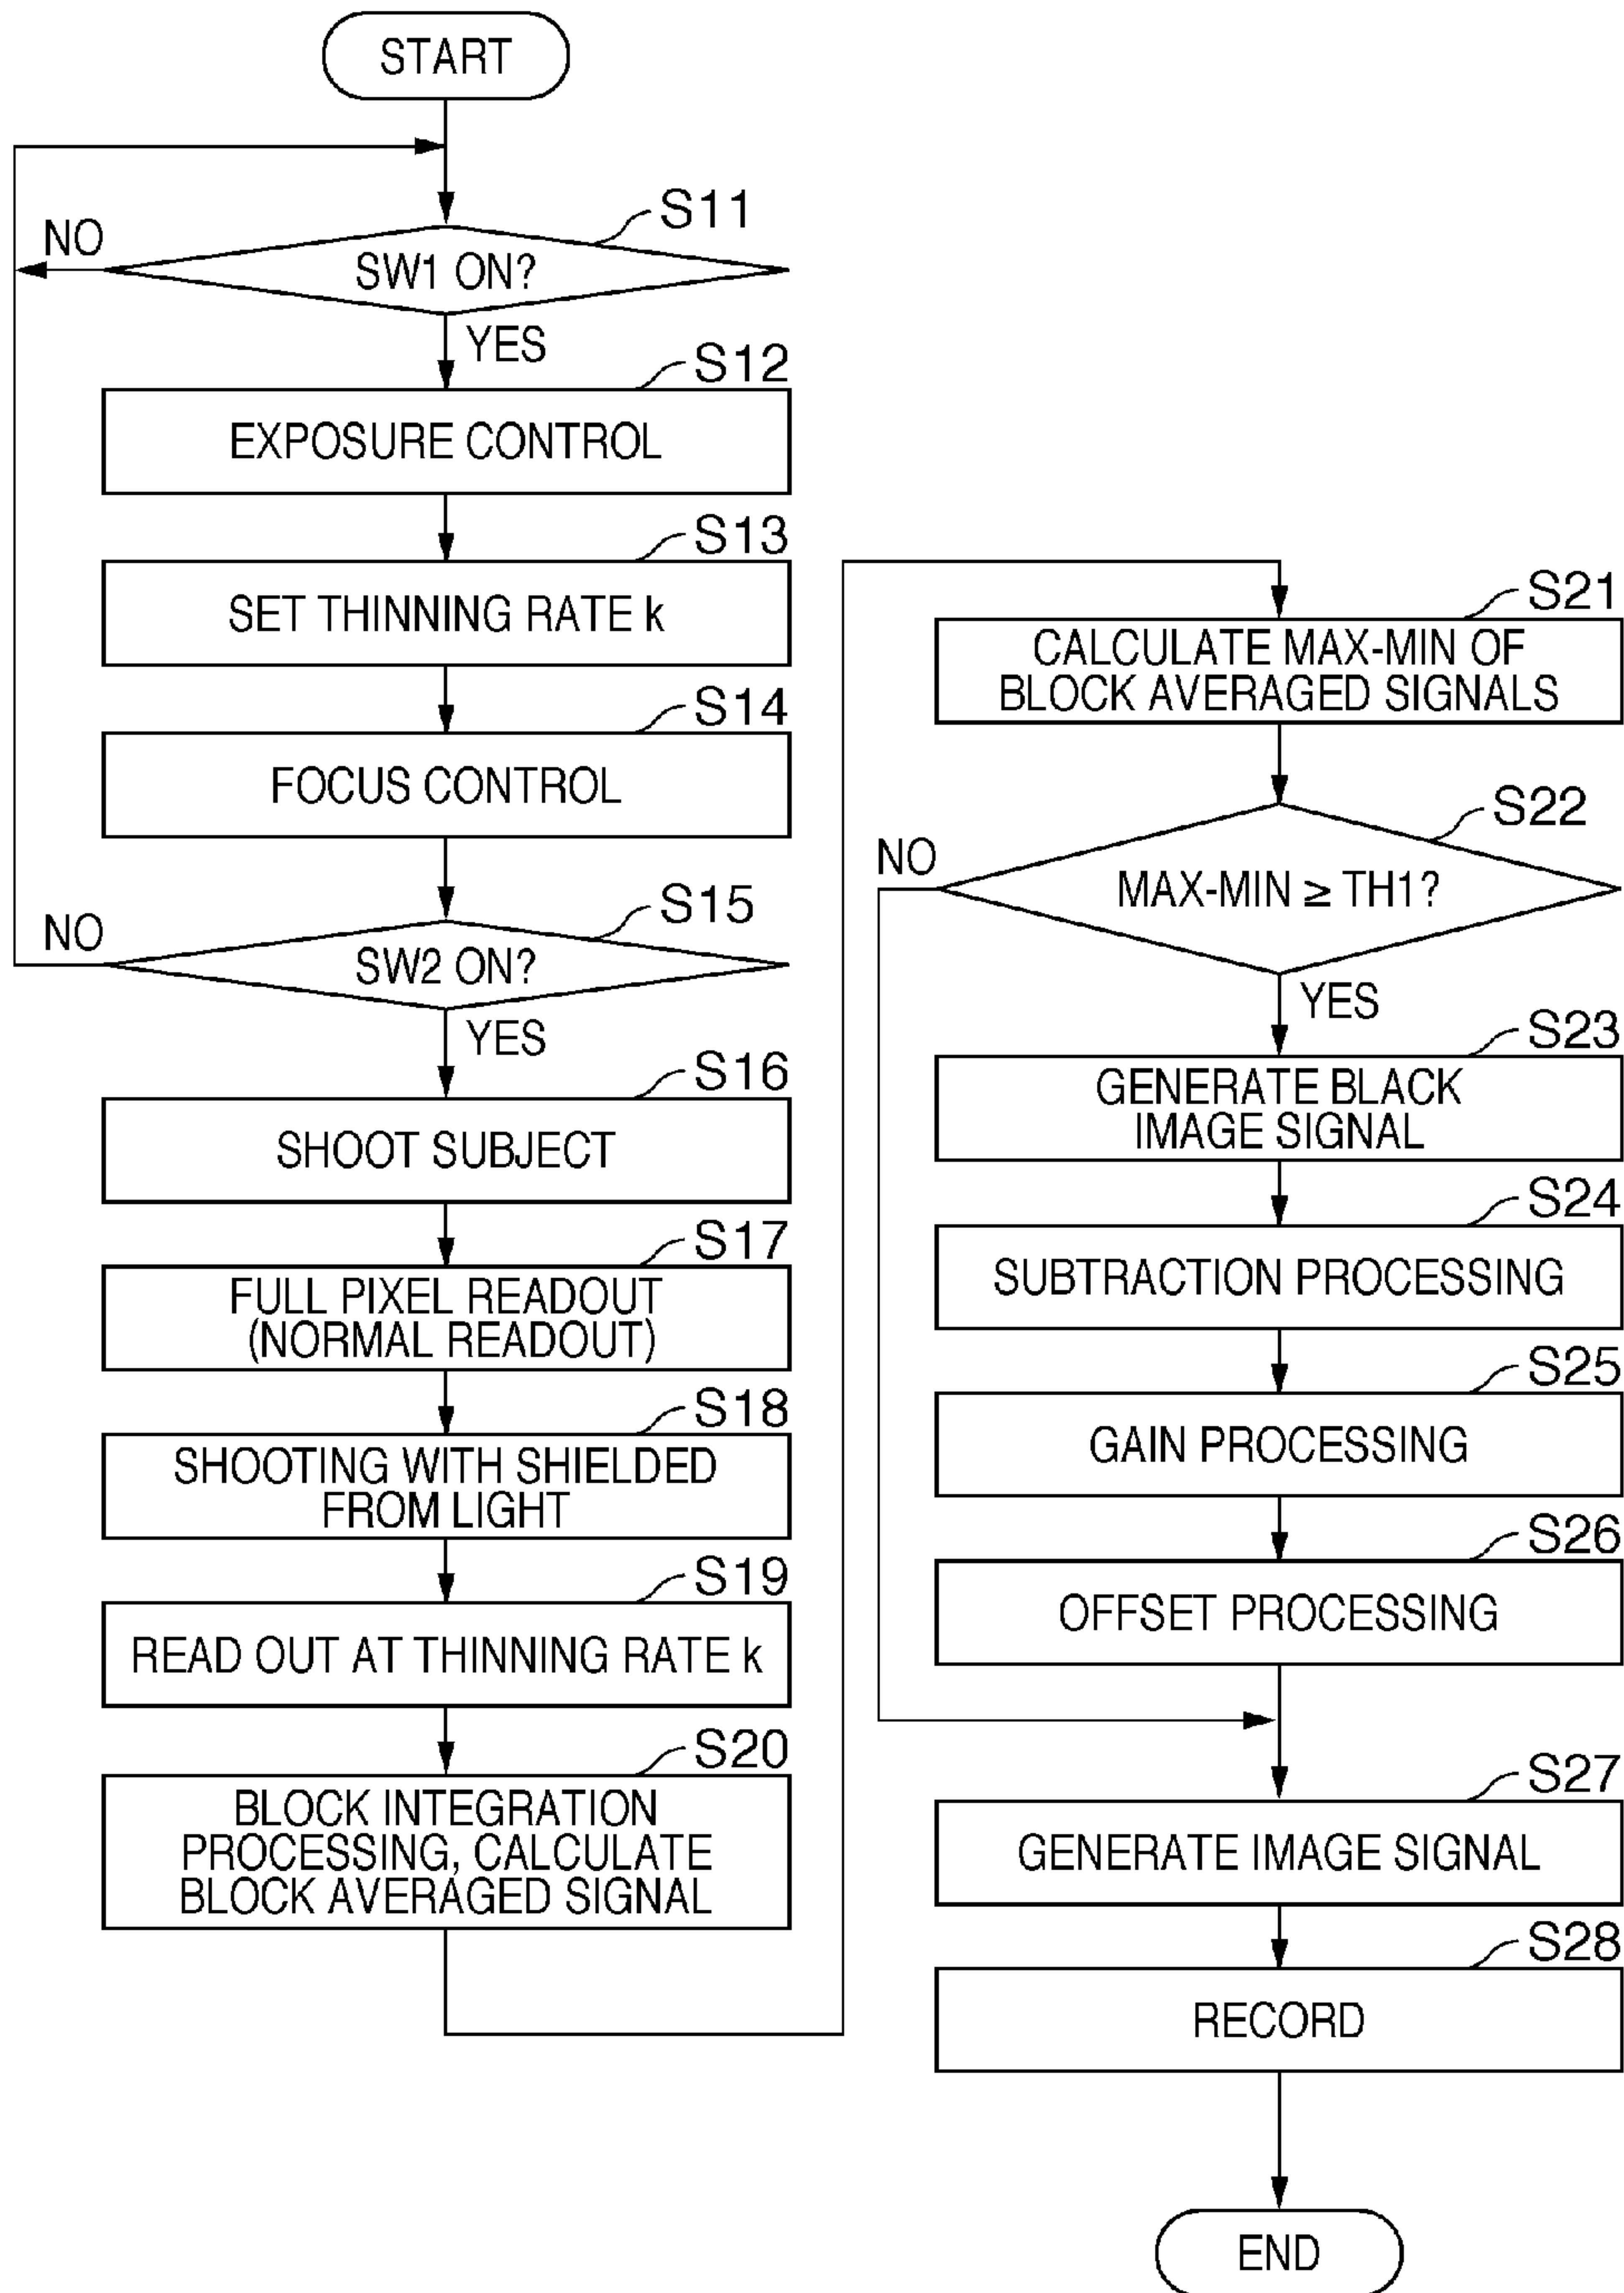 START
S11
NO
SW1 ON?
YES
S12
EXPOSURE CONTROL
S13
SET THINNING RATE k
S14
FOCUS CONTROL
S15
NO
SW2 ON?
YES
S16
SHOOT SUBJECT
S17
FULL PIXEL READOUT
(NORMAL READOUT)
S18
SHOOTING WITH SHIELDED
FROM LIGHT
S19
READ OUT AT THINNING RATE k
S20
BLOCK INTEGRATION
PROCESSING, CALCULATE
BLOCK AVERAGED SIGNAL
S21
CALCULATE MAX-MIN OF
BLOCK AVERAGED SIGNALS
S22
NO
MAX-MIN ≥ TH1?
YES
S23
GENERATE BLACK
IMAGE SIGNAL
S24
SUBTRACTION PROCESSING
S25
GAIN PROCESSING
S26
OFFSET PROCESSING
S27
GENERATE IMAGE SIGNAL
S28
RECORD
END